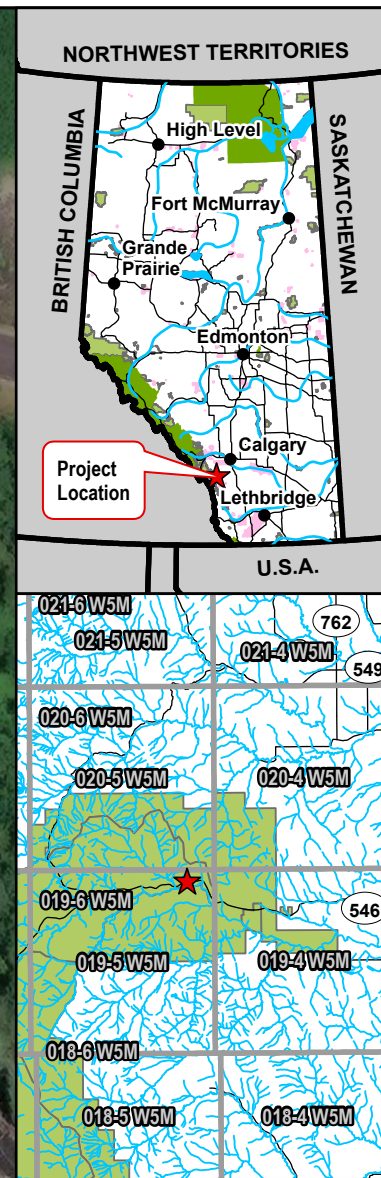 NORTHWEST TERRITORIES
BRITISH COLUMBIA
SASKATCHEWAN
High Level
Fort McMurray
Grande
Prairie
Edmonton
Calgary
Project
Location
Lethbridge
U.S.A.
021-6 W5M
762
021-5 W5M
021-4 W5M
549
020-6 W5M
020-5 W5M
020-4 W5M
019-6 W5M
546
019-5 W5M
019-4 W5M
018-6 W5M
018-5 W5M
018-4 W5M